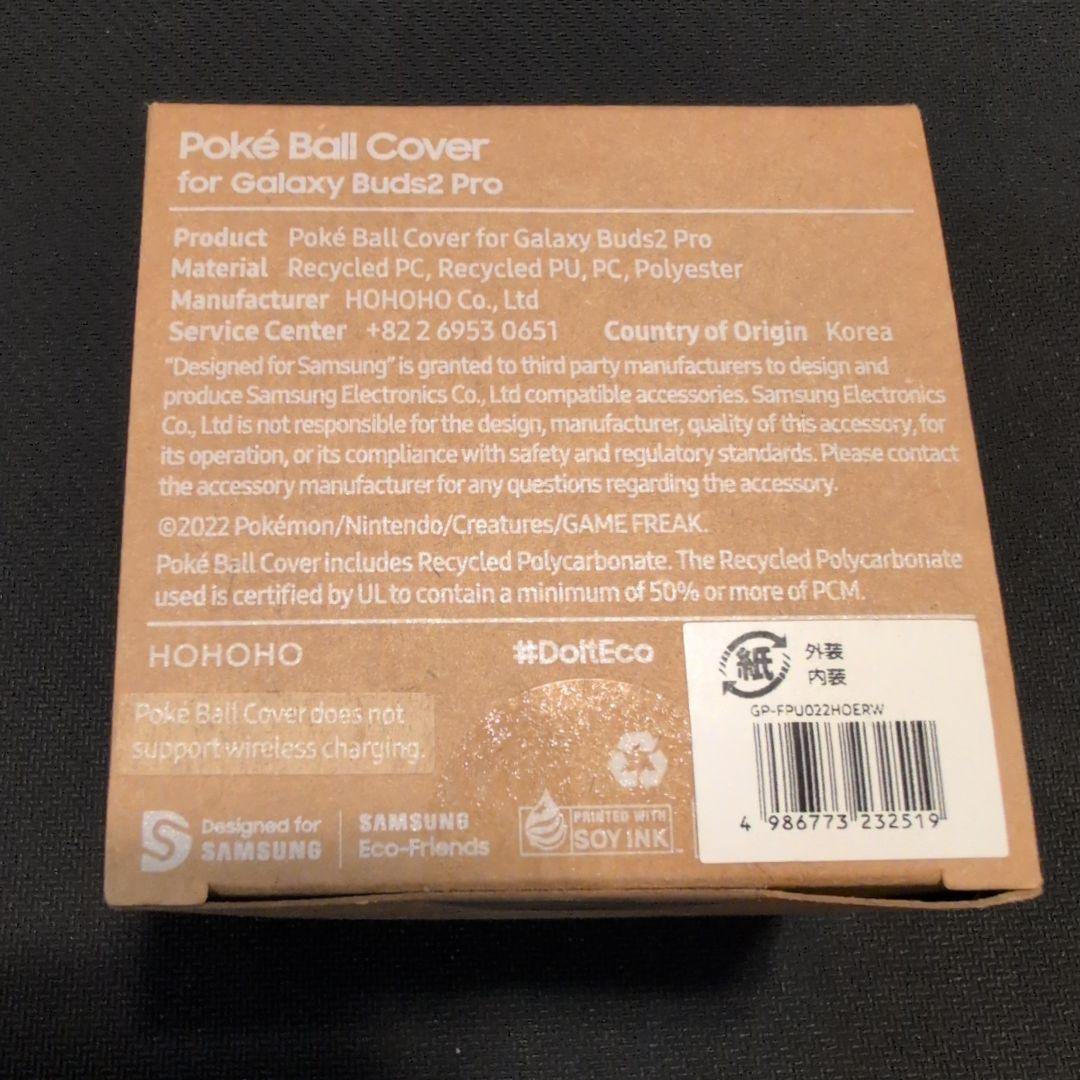 Poké Ball Cover
for Galaxy Buds2 Pro
Product Poké Ball Cover for Galaxy Buds2 Pro
Material Recycled PC, Recycled PU, PC, Polyester
Manufacturer HOHOHO Co., Ltd
Service Center +82 2 6953 0651 Country of Origin Korea
"Designed for Samsung" is granted to third party manufacturers to design and
produce Samsung Electronics Co., Ltd compatible accessories. Samsung Electronics
Co., Ltd is not responsible for the design, manufacturer, quality of this accessory, for
its operation, or its compliance with safety and regulatory standards. Please contact
the accessory manufacturer for any questions regarding the accessory.
©2022 Pokémon/Nintendo/Creatures/GAME FREAK.
Poké Ball Cover includes Recycled Polycarbonate. The Recycled Polycarbonate
used is certified by UL to contain a minimum of 50% or more of PCM.
HOHOHO
#DoitEco
Poké Ball Cover does not
support wireless charging.
S Designed for
SAMSUNG
SAMSUNG
Eco-Friends
PRINTED WITH
SOY INK™
紙 外装
内装
GP-FPU022HOERW
4 986773 232519